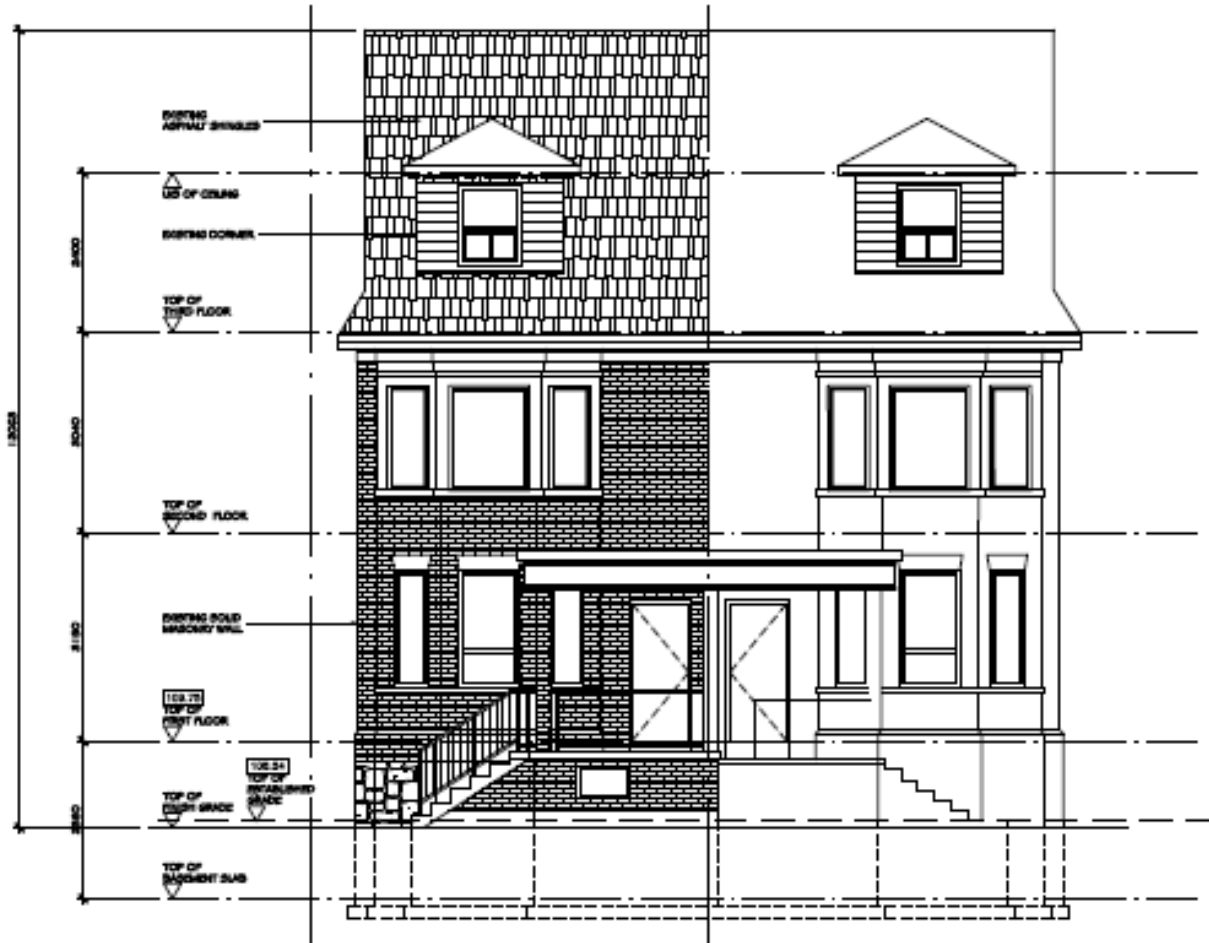 EXISTING
ASPHALT SHINGLES
U/S OF CEILING
EXISTING DORMER
2400
TOP OF
THIRD FLOOR
3040
TOP OF
SECOND FLOOR
EXISTING SOLID
MASONRY WALL
3150
TOP OF
FIRST FLOOR
TOP OF
ESTABLISHED
GRADE
TOP OF
FINISH GRADE
TOP OF
BASEMENT SLAB